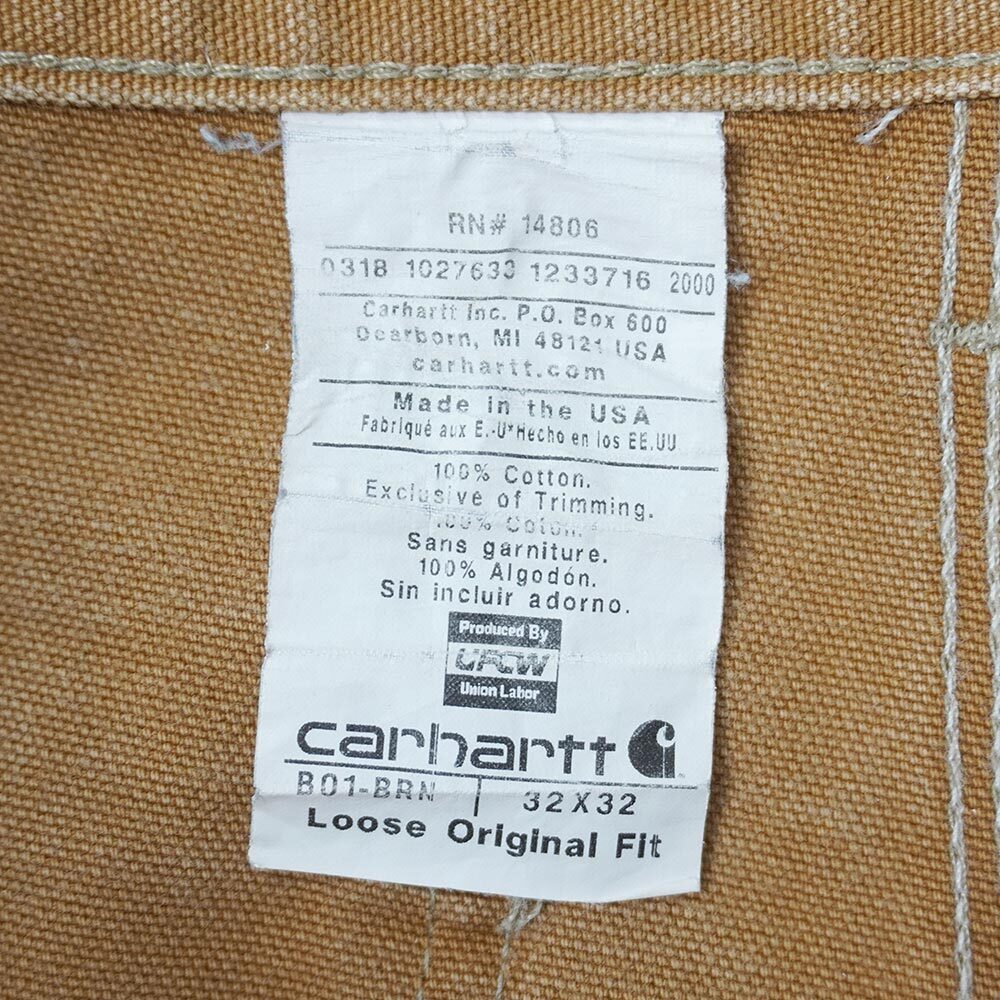 RN# 14806
0318 1027633 1233716 2000
Carhartt Inc. P.O. Box 600
Dearborn, MI 48121 USA
carhartt.com
Made in the USA
Fabriqué aux E.-U*Hecho en los EE.UU
100% Cotton.
Exclusive of Trimming.
100% Coton.
Sans garniture.
100% Algodón.
Sin incluir adorno.
Produced By
UFCW
Union Labor
carhartt
B01-BRN | 32X32
Loose Original Fit